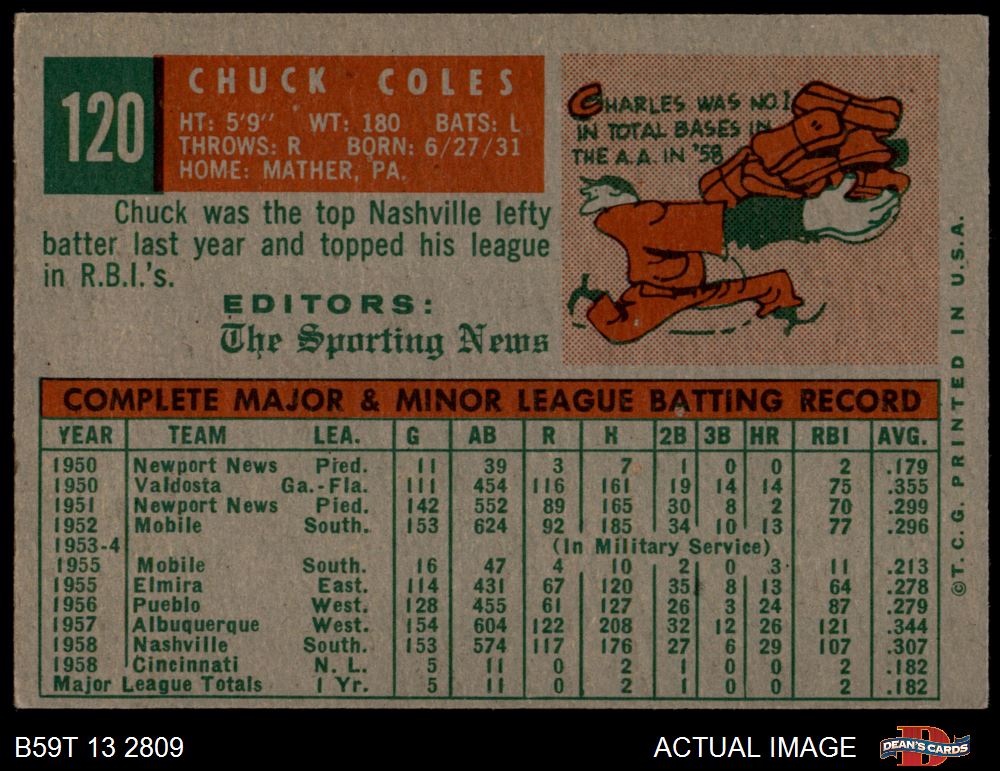 120
CHUCK COLES
HT: 5'9" WT: 180 BATS: L
THROWS: R BORN: 6/27/31
HOME: MATHER, PA.
Chuck was the top Nashville lefty
batter last year and topped his league
in R.B.I.'s.
EDITORS:
The Sporting News
CHARLES WAS NO.1
IN TOTAL BASES IN
THE A.A. IN '58
COMPLETE MAJOR & MINOR LEAGUE BATTING RECORD
YEAR TEAM LEA. G AB R H 2B 3B HR RBI AVG.
1950 Newport News Pied. 11 39 3 7 1 0 0 2 .179
1950 Valdosta Ga.-Fla. 111 454 116 161 19 14 14 75 .355
1951 Newport News Pied. 142 552 89 165 30 8 2 70 .299
1952 Mobile South. 153 624 92 185 34 10 13 77 .296
1953-4 (In Military Service)
1955 Mobile South. 16 47 4 10 2 0 3 11 .213
1955 Elmira East. 114 431 67 120 35 8 13 64 .278
1956 Pueblo West. 128 455 61 127 26 3 24 87 .279
1957 Albuquerque West. 154 604 122 208 32 12 26 121 .344
1958 Nashville South. 153 574 117 176 27 6 29 107 .307
1958 Cincinnati N. L. 5 11 0 2 1 0 0 2 .182
Major League Totals 1 Yr. 5 11 0 2 1 0 0 2 .182
©T. C. G. PRINTED IN U.S.A.
B59T 13 2809
ACTUAL IMAGE
DEAN'S CARDS